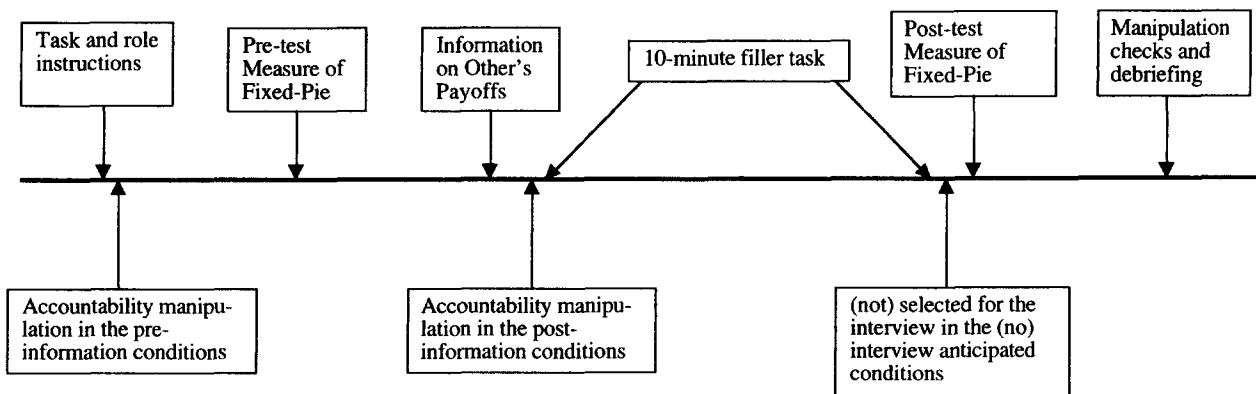 Task and role
instructions
Pre-test
Measure of
Fixed-Pie
Information
on Other's
Payoffs
10-minute filler task
Post-test
Measure of
Fixed-Pie
Manipulation
checks and
debriefing
Accountability manipu-
lation in the pre-
information conditions
Accountability manipu-
lation in the post-
information conditions
(not) selected for the
interview in the (no)
interview anticipated
conditions